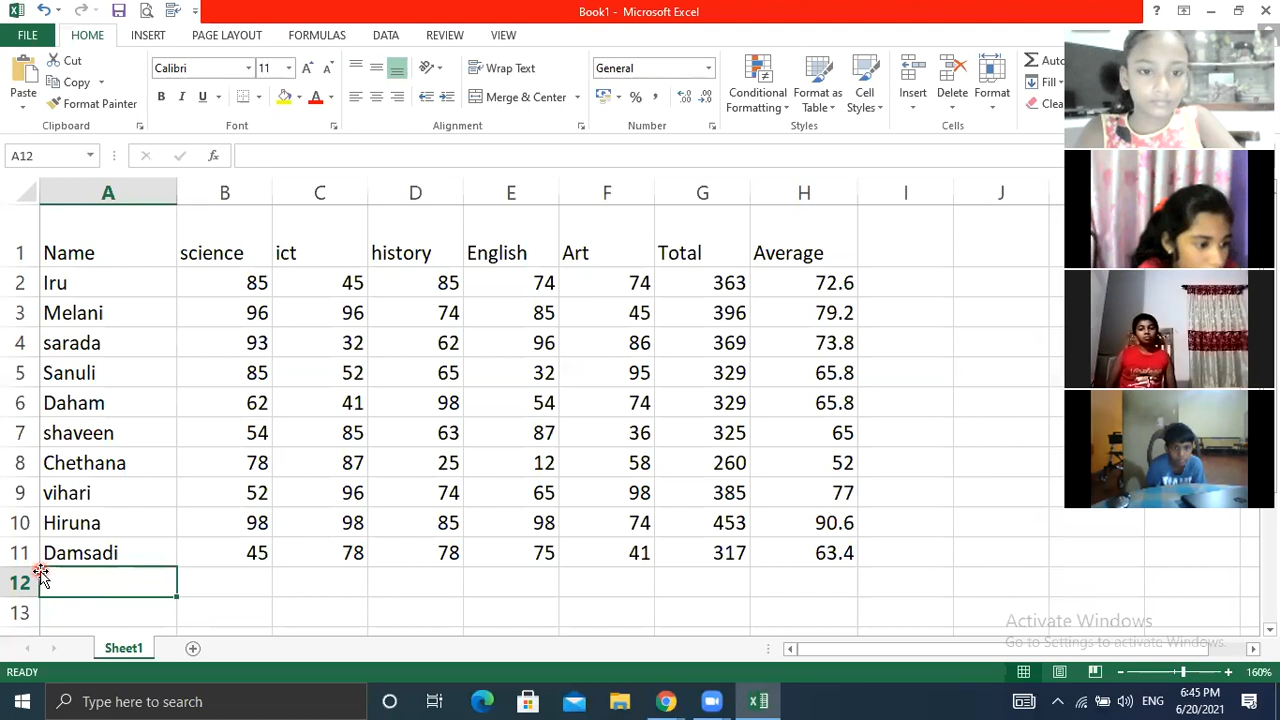 Book1 - Microsoft Excel
FILE HOME INSERT PAGE LAYOUT FORMULAS DATA REVIEW VIEW
Cut
Copy
Format Painter
Paste
Clipboard
Calibri 11
B I U
Font
Wrap Text
Merge & Center
Alignment
General
Number
Conditional Formatting
Format as Table
Cell Styles
Styles
Insert Delete Format
Cells
Auto
Fill
Clea
A12
A B C D E F G H I J
1 Name science ict history English Art Total Average
2 Iru 85 45 85 74 74 363 72.6
3 Melani 96 96 74 85 45 396 79.2
4 sarada 93 32 62 96 86 369 73.8
5 Sanuli 85 52 65 32 95 329 65.8
6 Daham 62 41 98 54 74 329 65.8
7 shaveen 54 85 63 87 36 325 65
8 Chethana 78 87 25 12 58 260 52
9 vihari 52 96 74 65 98 385 77
10 Hiruna 98 98 85 98 74 453 90.6
11 Damsadi 45 78 78 75 41 317 63.4
12
13
Activate Windows
Go to Settings to activate Windows.
Sheet1
READY
160%
Type here to search
ENG
6:45 PM
6/20/2021